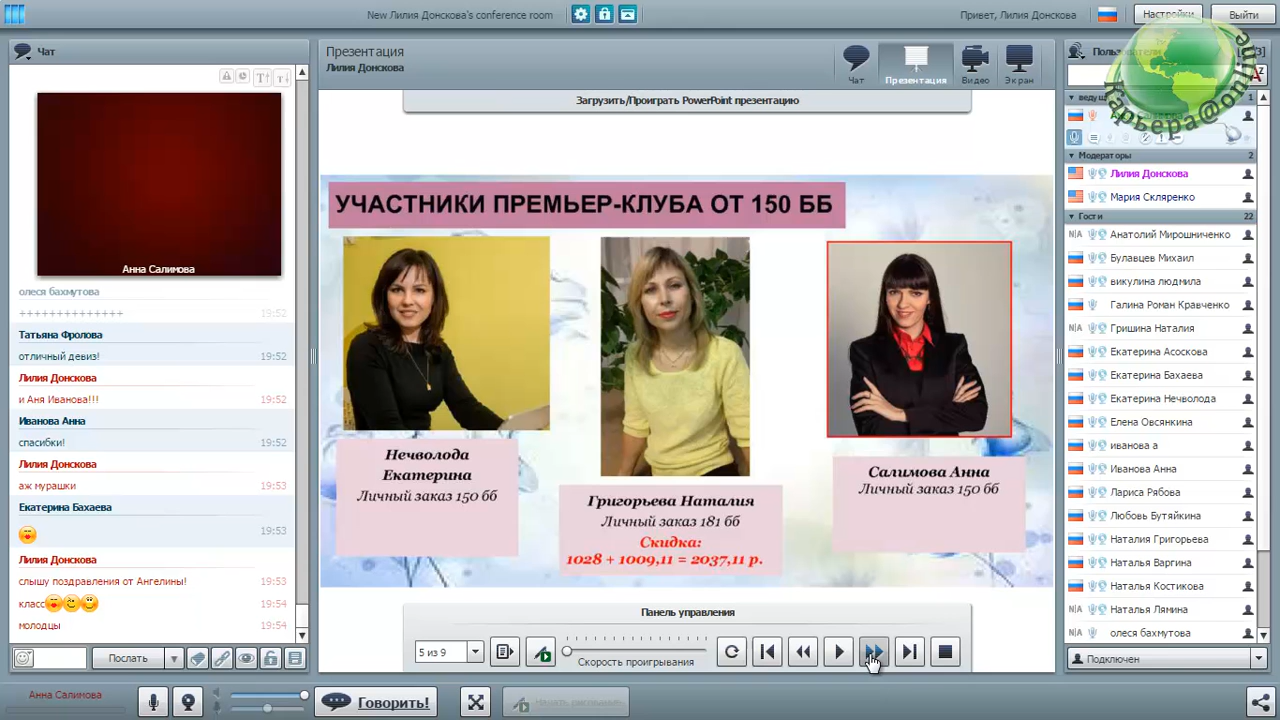 New Лилия Донскова's conference room
Привет, Лилия Донскова
Настройки
Выйти
Чат
Анна Салимова
олеся бахмутова
++++++++++++++ 19:52
Татьяна Фролова
отличный девиз! 19:52
Лилия Донскова
и Аня Иванова!!! 19:52
Иванова Анна
спасибки! 19:52
Лилия Донскова
аж мурашки 19:53
Екатерина Бахаева
19:53
Лилия Донскова
слышу поздравления от Ангелины! 19:53
класс 19:54
молодцы 19:54
Послать
Презентация
Лилия Донскова
Чат
Презентация
Видео
Экран
Загрузить/Проиграть PowerPoint презентацию
УЧАСТНИКИ ПРЕМЬЕР-КЛУБА ОТ 150 ББ
Нечволода
Екатерина
Личный заказ 150 бб
Григорьева Наталия
Личный заказ 181 бб
Скидка:
1028 + 1009,11 = 2037,11 р.
Салимова Анна
Личный заказ 150 бб
Панель управления
5 из 9
Скорость проигрывания
карьера@online
ведущ 1
Модераторы 2
Лилия Донскова
Мария Скляренко
Гости 22
N/A Анатолий Мирошниченко
Булавцев Михаил
викулина людмила
Галина Роман Кравченко
N/A Гришина Наталия
Екатерина Асоскова
Екатерина Бахаева
Екатерина Нечволода
Елена Овсянкина
иванова а
Иванова Анна
Лариса Рябова
Любовь Бутяйкина
Наталия Григорьева
Наталья Варгина
N/A Наталья Костикова
N/A Наталья Лямина
N/A олеся бахмутова
Подключен
Анна Салимова
Говорить!
Начать рисование